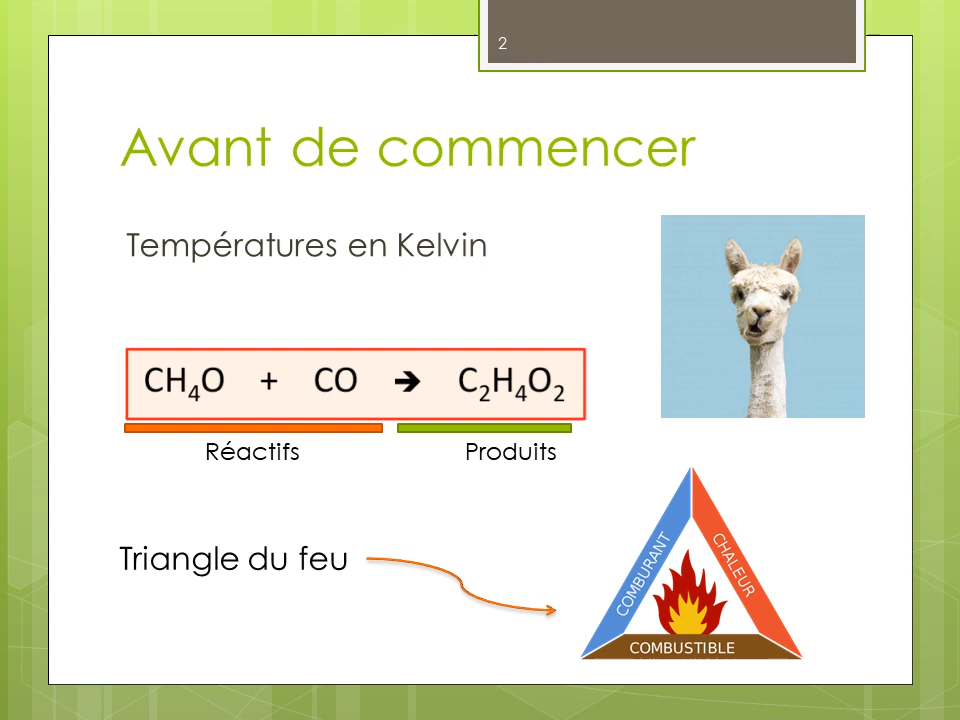 2
Avant de commencer
Températures en Kelvin
CH₄O + CO ➔ C₂H₄O₂
Réactifs Produits
Triangle du feu
COMBURANT
CHALEUR
COMBUSTIBLE